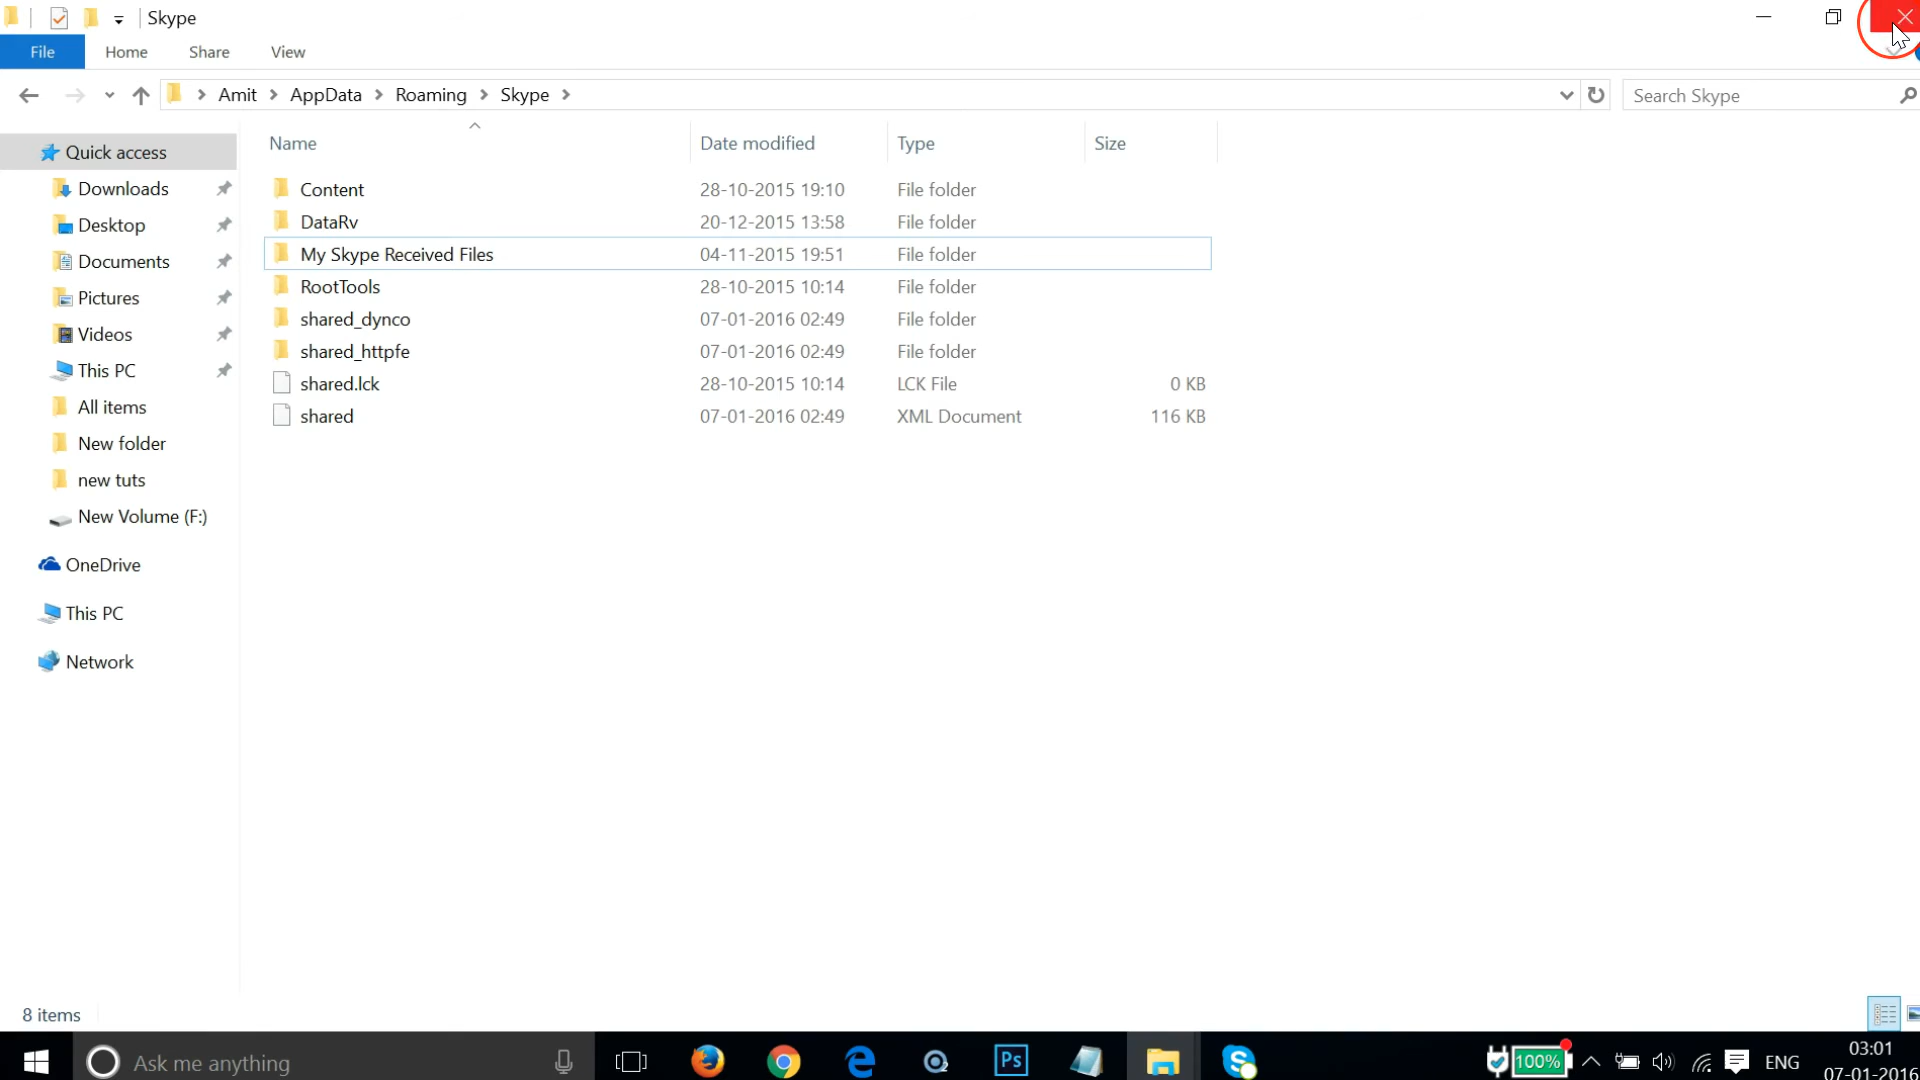 Skype
File Home Share View
Amit AppData Roaming Skype
Search Skype
Name Date modified Type Size
Quick access
Downloads
Desktop
Documents
Pictures
Videos
This PC
All items
New folder
new tuts
New Volume (F:)
OneDrive
This PC
Network
Content 28-10-2015 19:10 File folder
DataRv 20-12-2015 13:58 File folder
My Skype Received Files 04-11-2015 19:51 File folder
RootTools 28-10-2015 10:14 File folder
shared_dynco 07-01-2016 02:49 File folder
shared_httpfe 07-01-2016 02:49 File folder
shared.lck 28-10-2015 10:14 LCK File 0 KB
shared 07-01-2016 02:49 XML Document 116 KB
8 items
Ask me anything
Ps
100%
ENG
03:01
07-01-2016